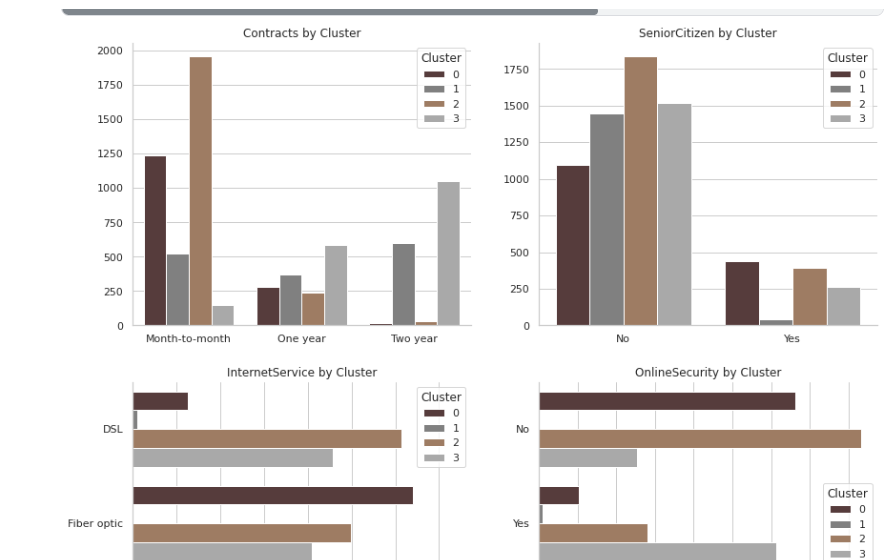 Contracts by Cluster
2000
1750
1500
1250
1000
750
500
250
0
Month-to-month
One year
Two year
Cluster
0
1
2
3
SeniorCitizen by Cluster
1750
1500
1250
1000
750
500
250
0
No
Yes
Cluster
0
1
2
3
InternetService by Cluster
DSL
Fiber optic
Cluster
0
1
2
3
OnlineSecurity by Cluster
No
Yes
Cluster
0
1
2
3